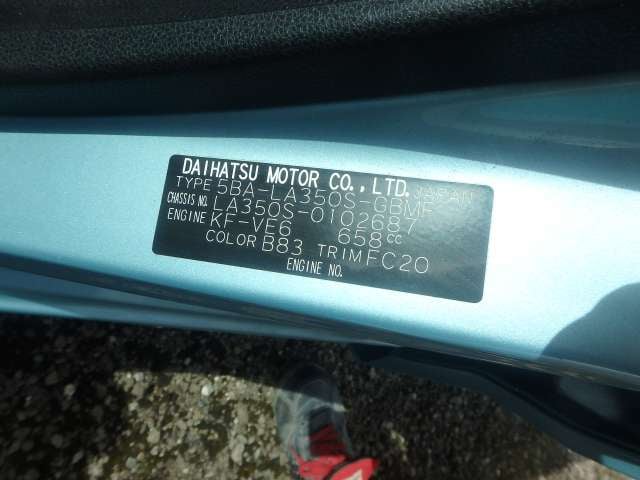 DAIHATSU MOTOR CO., LTD. JAPAN
TYPE 5BA-LA350S-GBMF
CHASSIS NO. LA350S-0102687
ENGINE KF-VE6 658cc
COLOR B83 TRIM FC20
ENGINE NO.